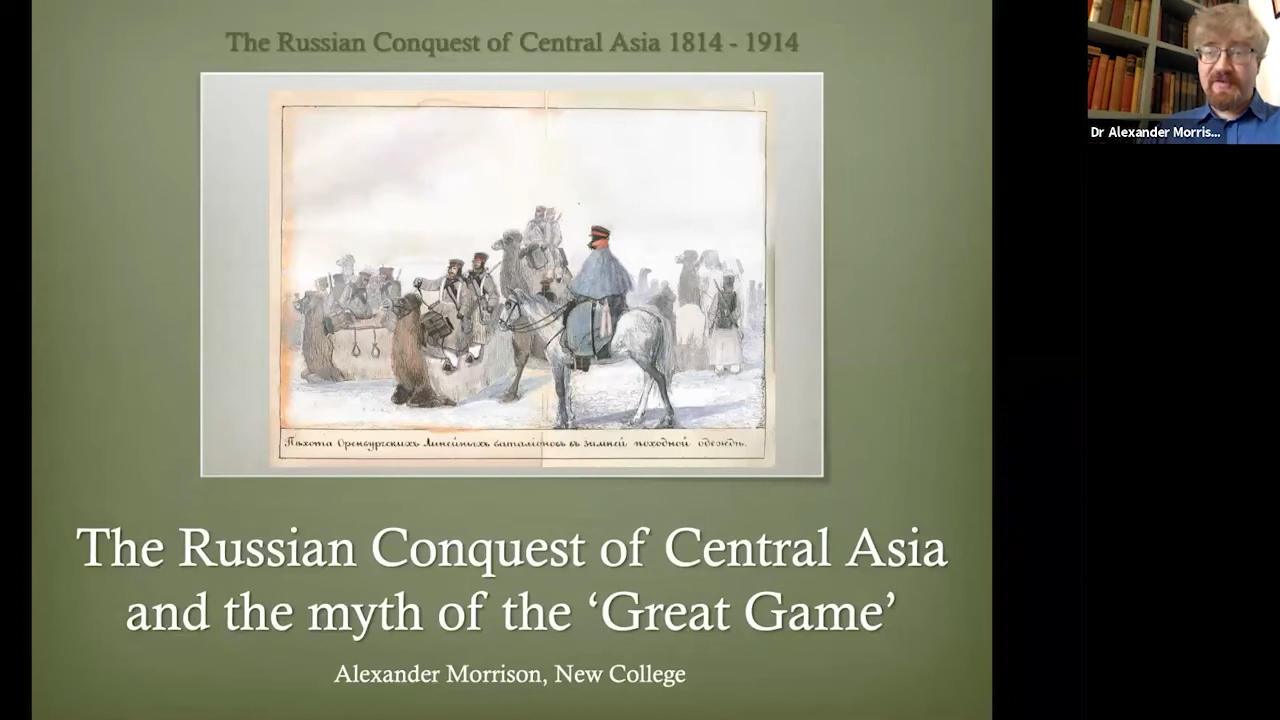 The Russian Conquest of Central Asia 1814 - 1914
Пѣхота Оренбургскихъ Линейныхъ баталіоновъ въ зимней походной одеждѣ.
The Russian Conquest of Central Asia
and the myth of the ‘Great Game’
Alexander Morrison, New College
Dr Alexander Morris...